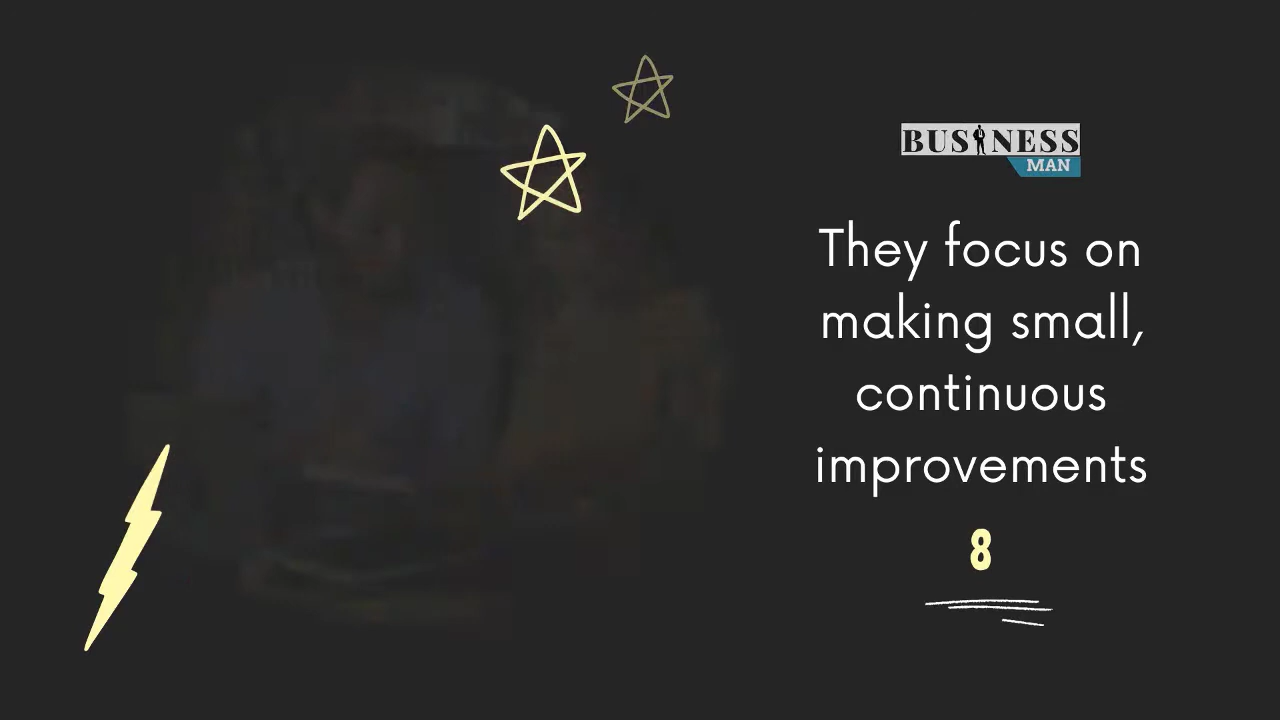 BUSINESS
MAN
They focus on
making small,
continuous
improvements
8